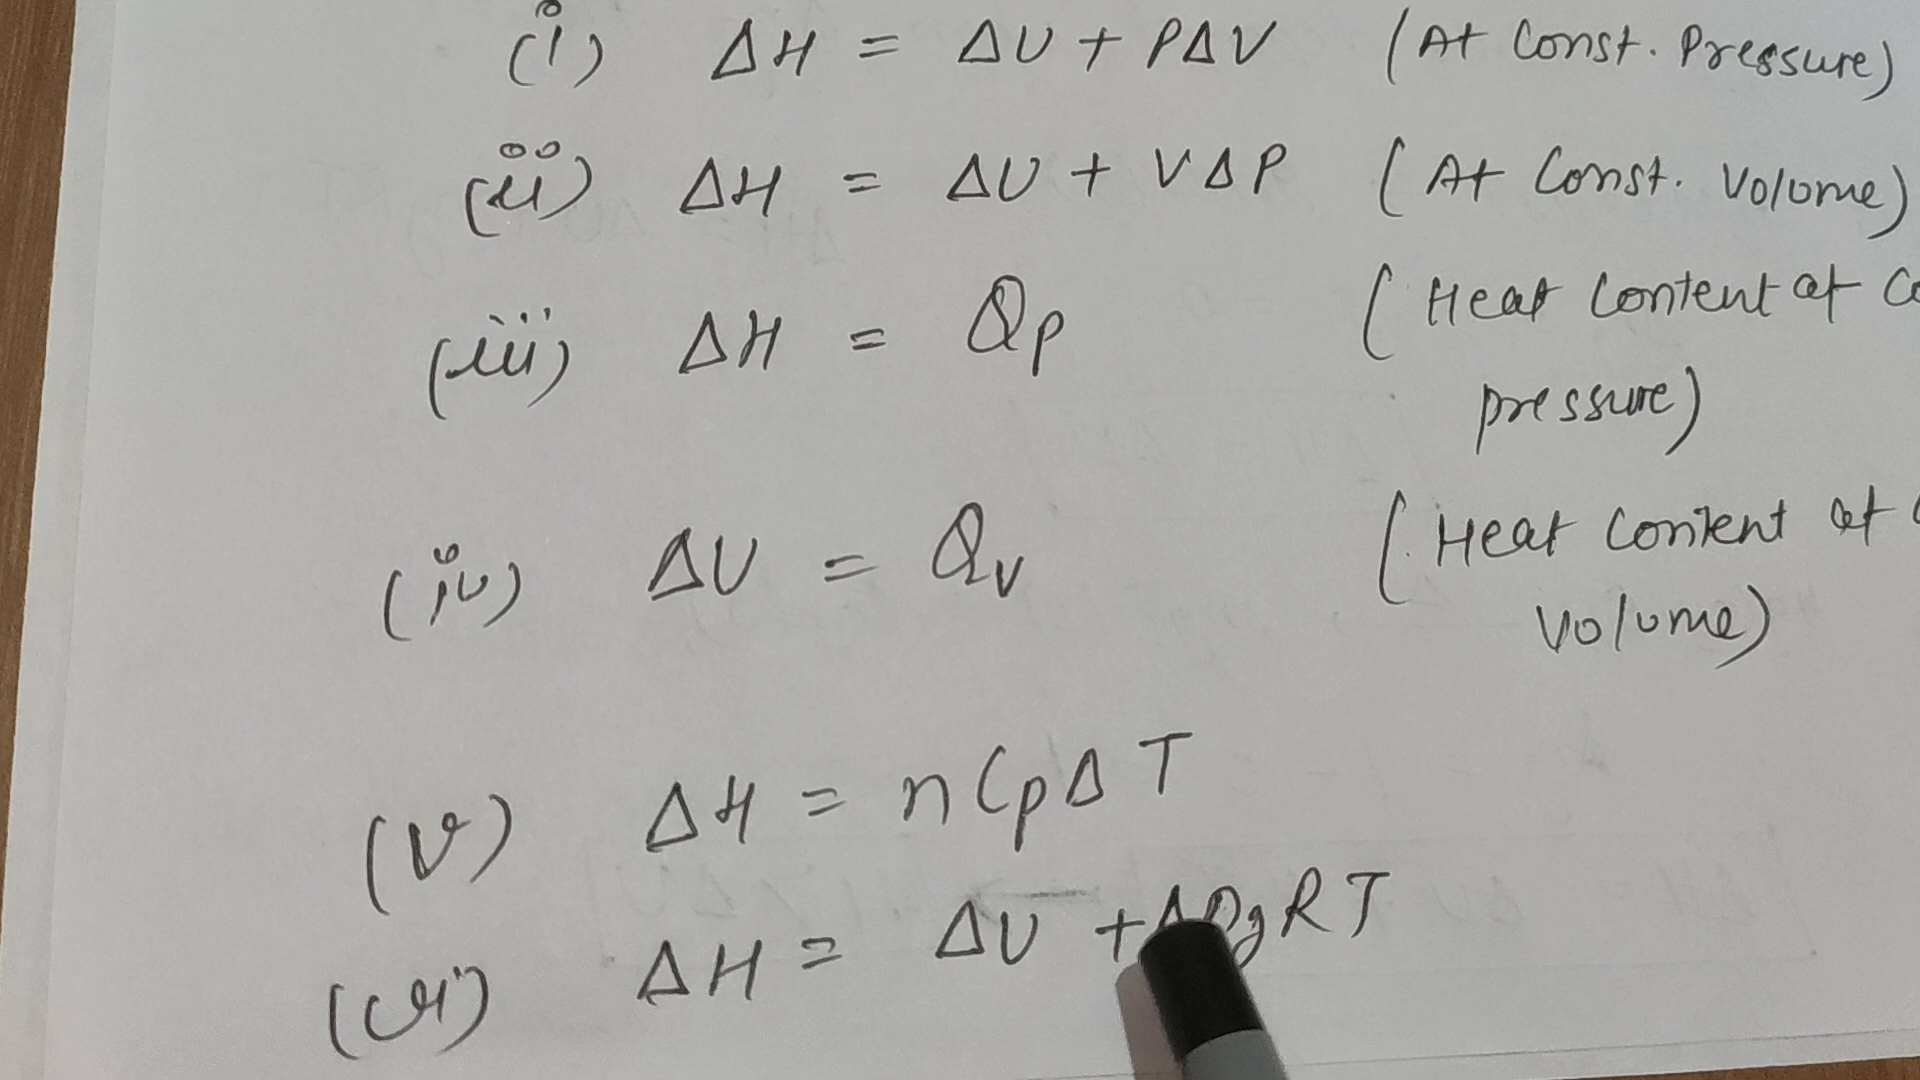 (i) ΔH = ΔU + PΔV (At Const. Pressure)
(ii) ΔH = ΔU + VΔP (At Const. Volume)
(iii) ΔH = Qp (Heat Content at
pressure)
(iv) ΔU = Qv (Heat Content at
volume)
(v) ΔH = nCpΔT
(vi) ΔH = ΔU + ΔngRT